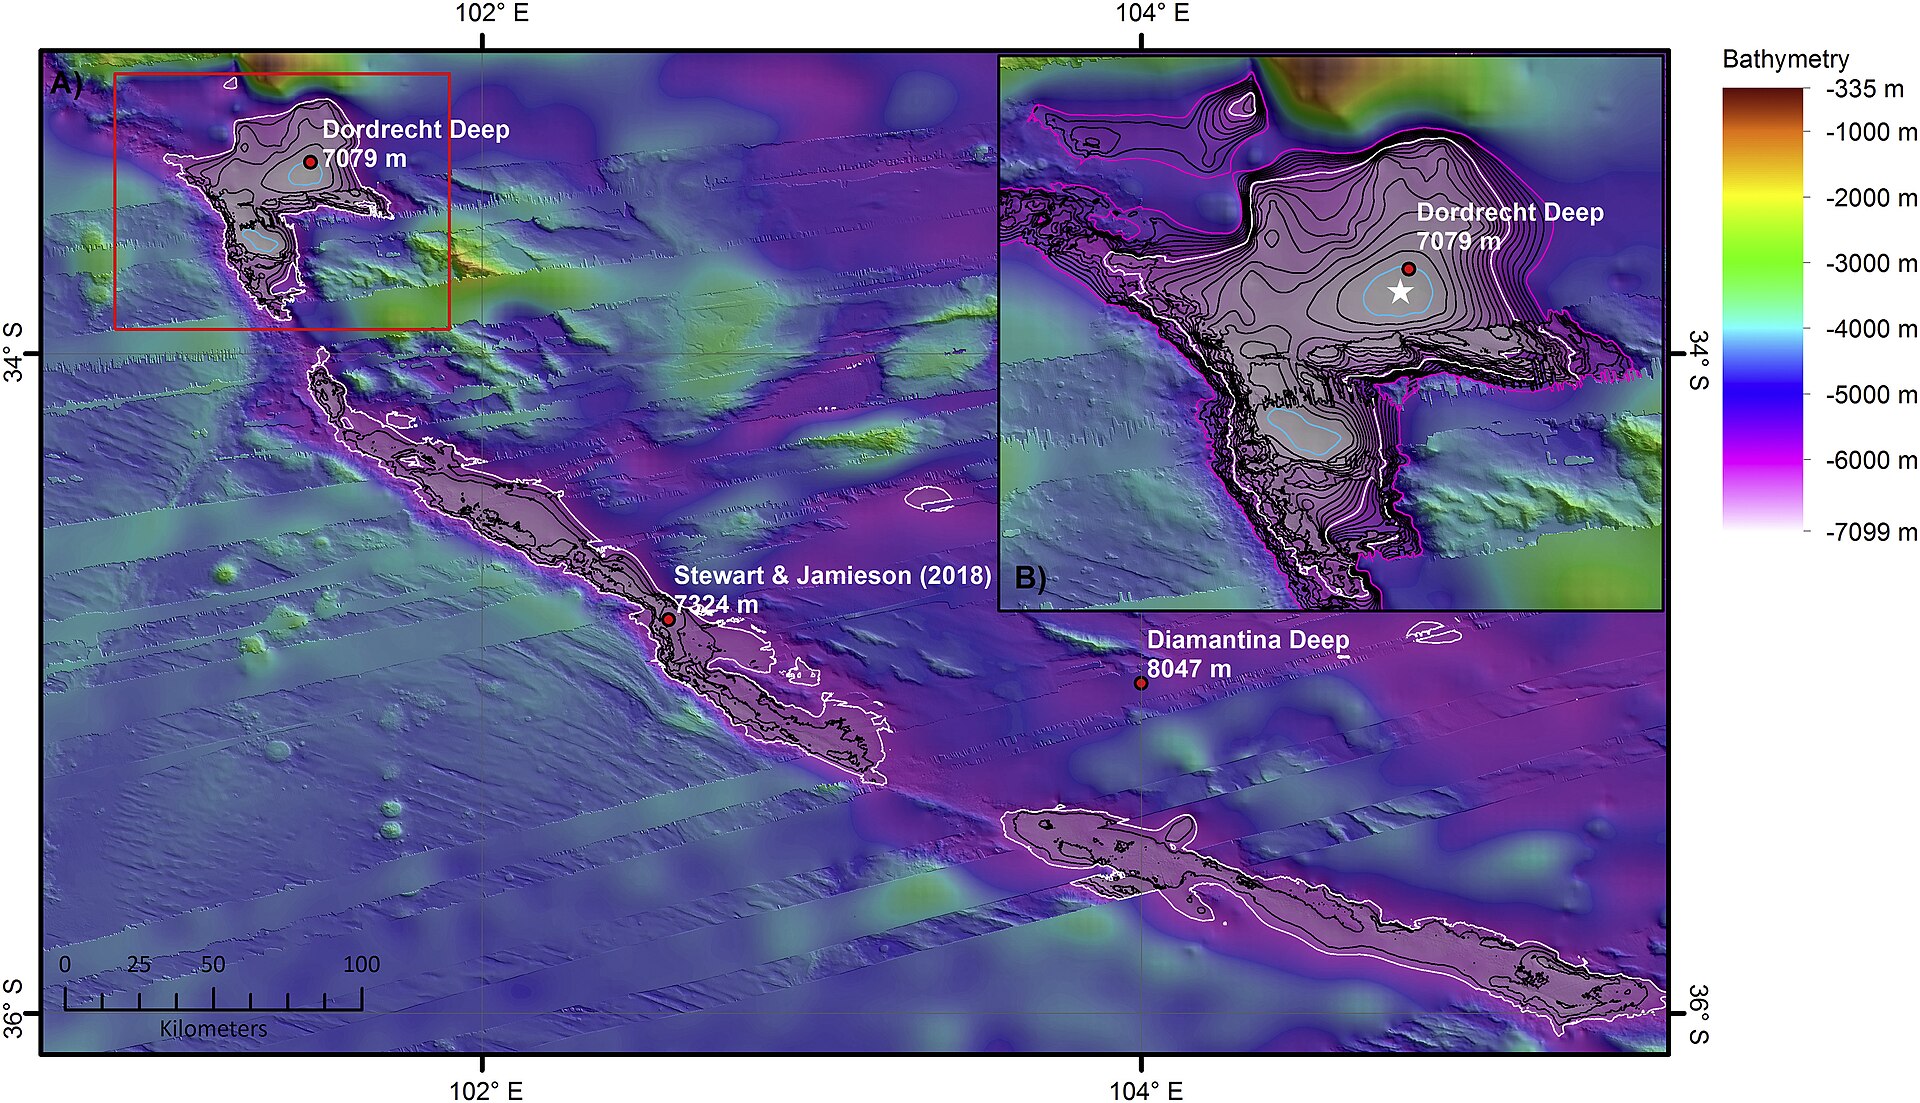 102° E
104° E
A)
Dordrecht Deep
7079 m
Stewart & Jamieson (2018)
7324 m
Diamantina Deep
8047 m
B)
Dordrecht Deep
7079 m
34° S
34° S
36° S
36° S
0 25 50 100
Kilometers
102° E
104° E
Bathymetry
-335 m
-1000 m
-2000 m
-3000 m
-4000 m
-5000 m
-6000 m
-7099 m